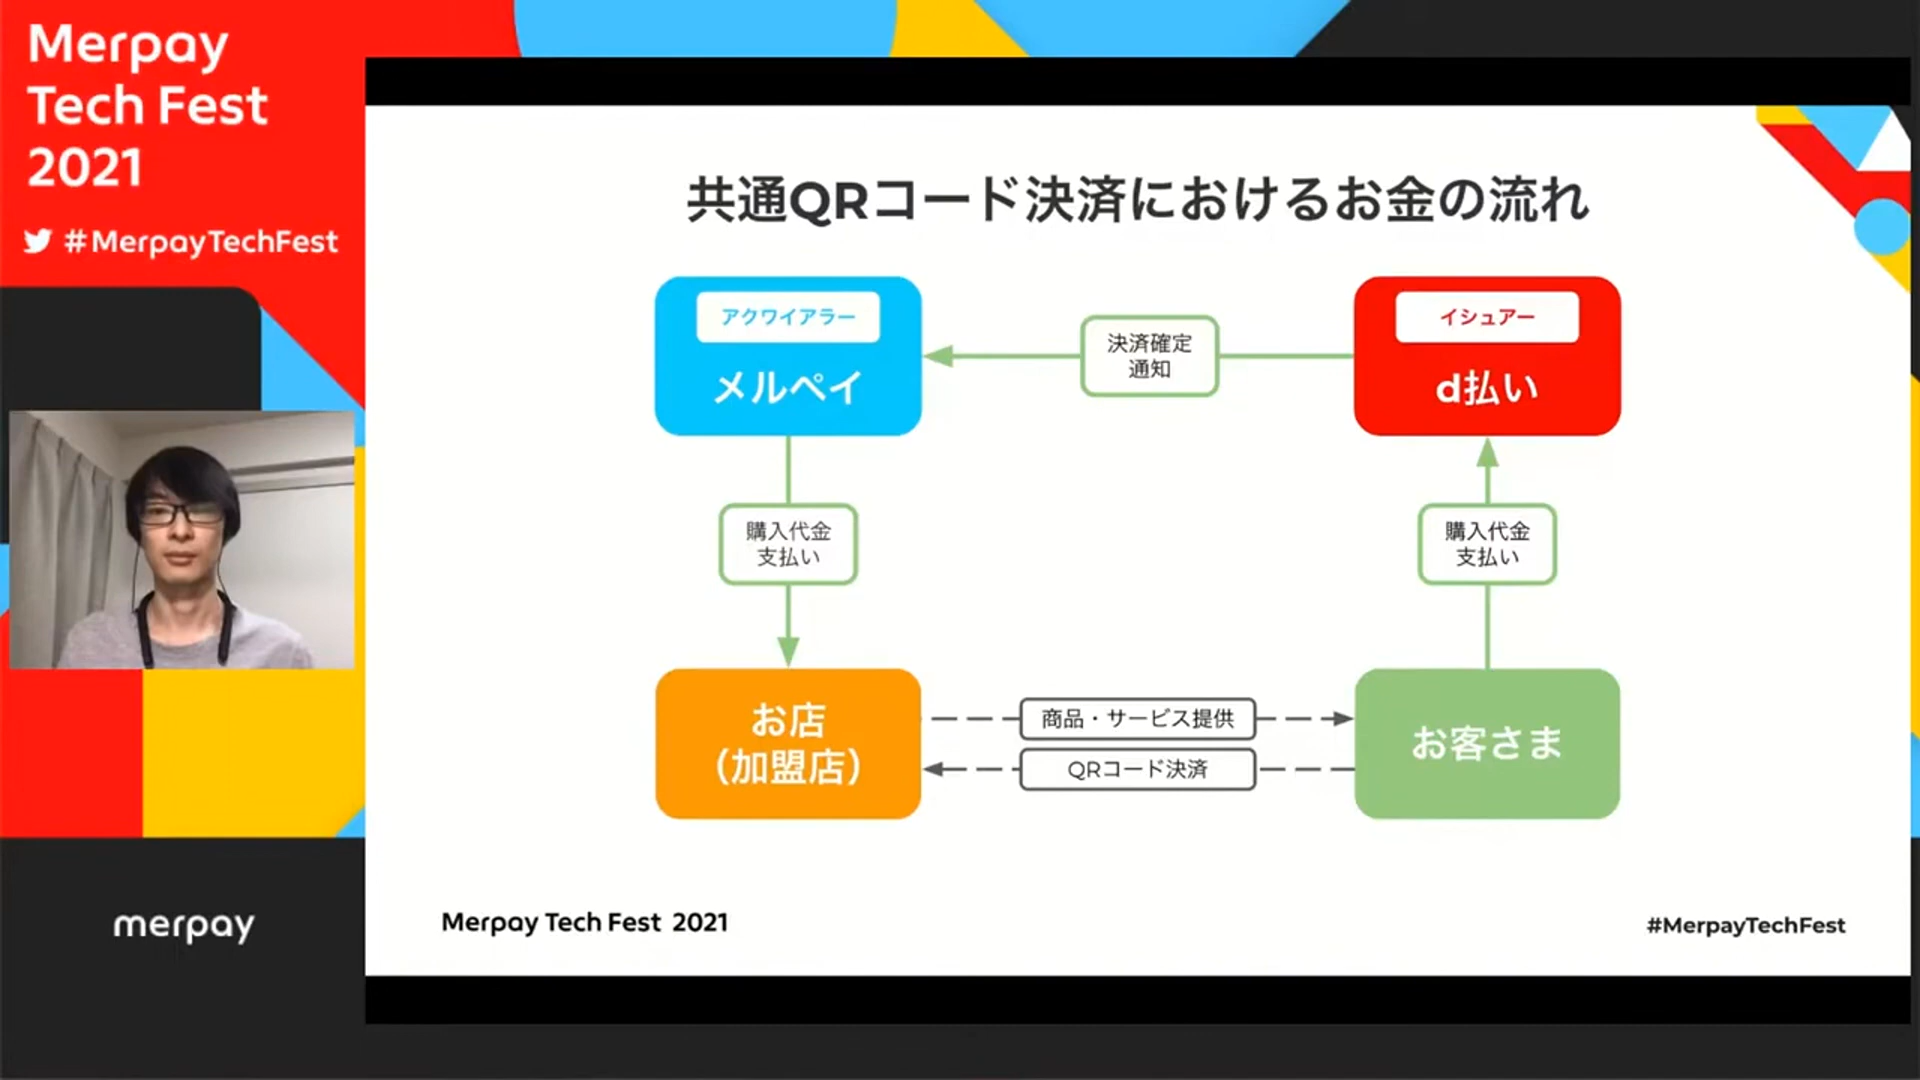 Merpay
Tech Fest
2021
#MerpayTechFest
共通QRコード決済におけるお金の流れ
アクワイアラー
メルペイ
決済確定
通知
イシュアー
d払い
購入代金
支払い
購入代金
支払い
お店
（加盟店）
商品・サービス提供
QRコード決済
お客さま
merpay
Merpay Tech Fest 2021
#MerpayTechFest